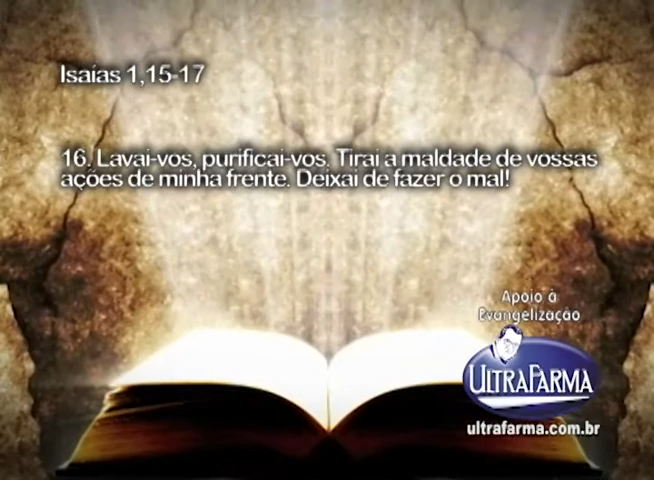 Isaías 1,15-17
16. Lavai-vos, purificai-vos. Tirai a maldade de vossas
ações de minha frente. Deixai de fazer o mal!
Apoio à
Evangelização
ULTRAFARMA
ultrafarma.com.br